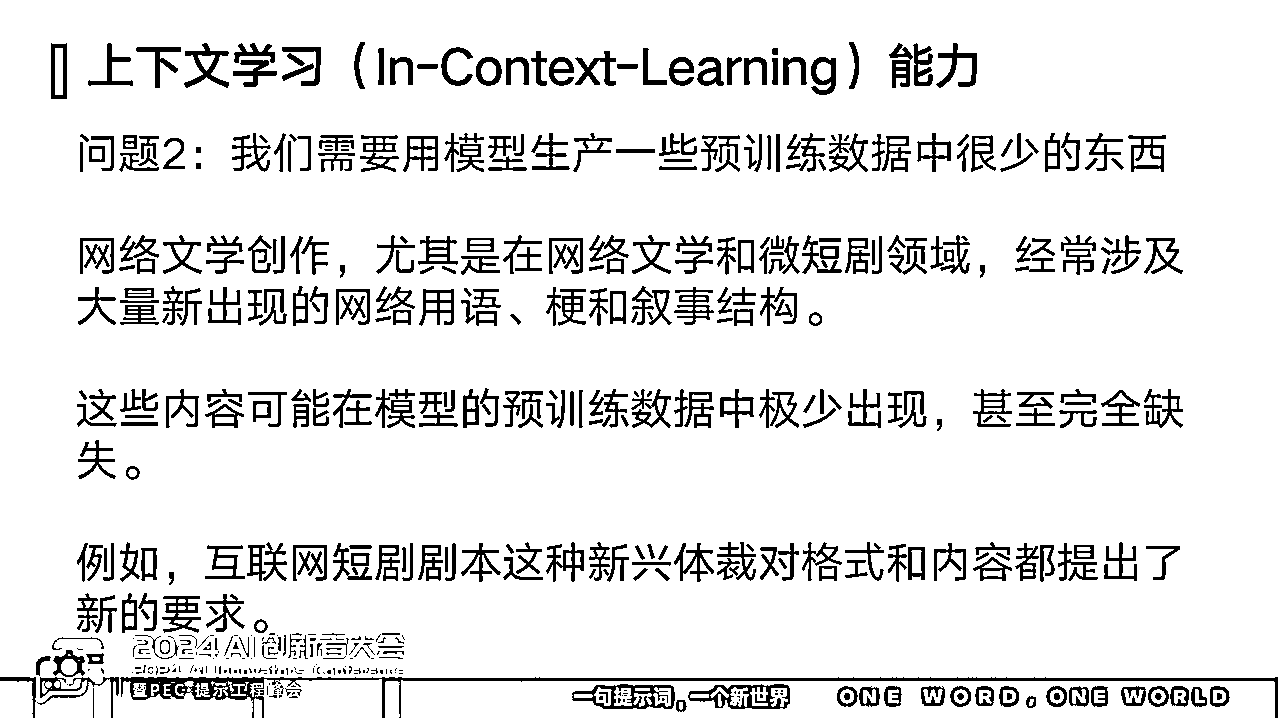 上下文学习（In-Context-Learning）能力
问题2：我们需要用模型生产一些预训练数据中很少的东西
网络文学创作，尤其是在网络文学和微短剧领域，经常涉及
大量新出现的网络用语、梗和叙事结构。
这些内容可能在模型的预训练数据中极少出现，甚至完全缺
失。
例如，互联网短剧剧本这种新兴体裁对格式和内容都提出了
新的要求。
2024 AI创新者大会
2024 AI Innovators Conference
暨PEC·提示工程峰会
一句提示词。一个新世界
ONE WORD。ONE WORLD